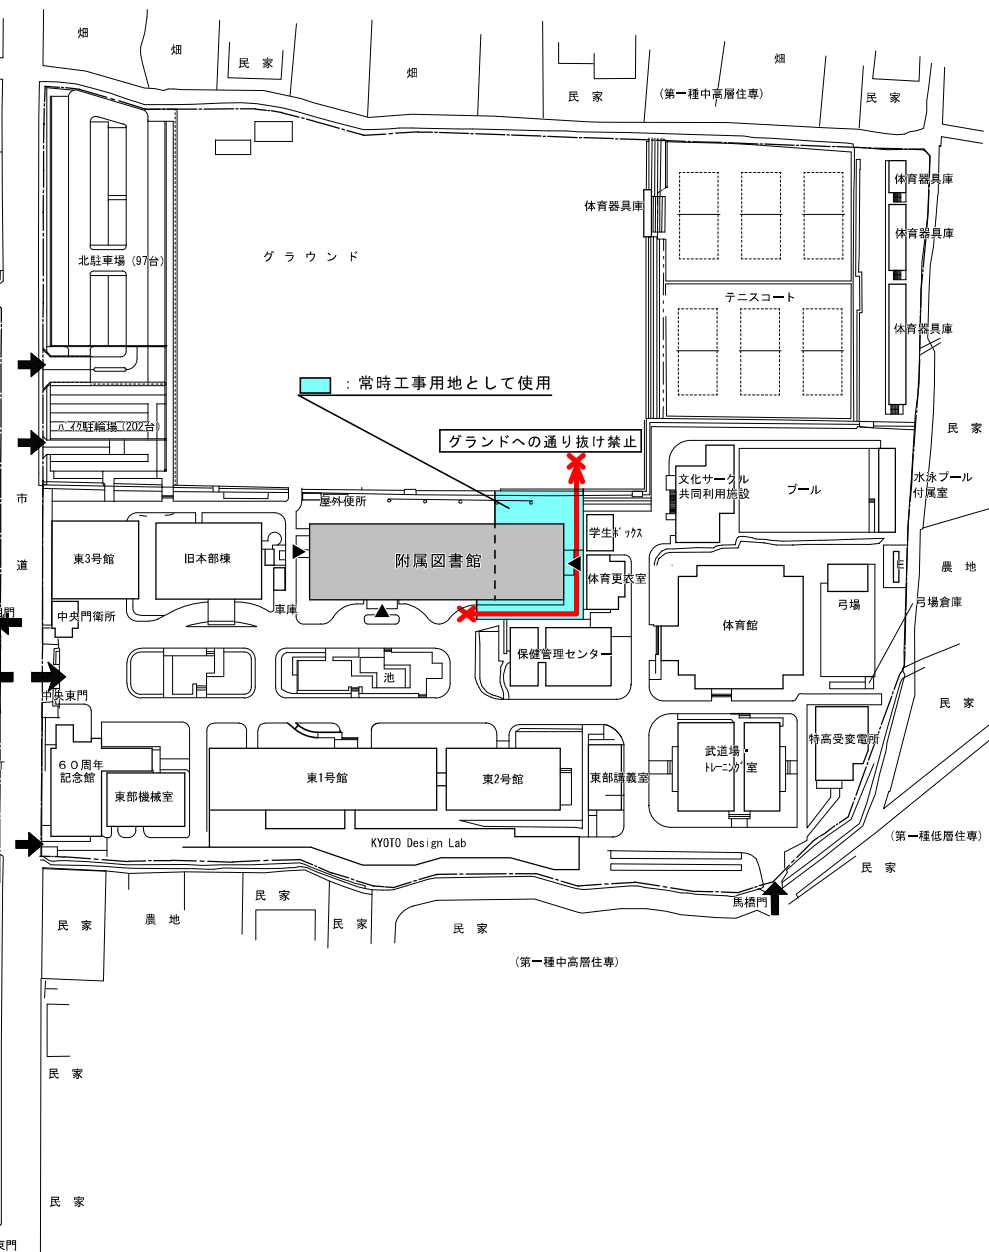 畑
畑
民 家
畑
畑
民 家
(第一種中高層住専)
民 家
体育器具庫
体育器具庫
体育器具庫
グ ラ ウ ン ド
北駐車場 (97台)
テニスコート
体育器具庫
：常時工事用地として使用
バイク駐輪場(202台)
グランドへの通り抜け禁止
民 家
文化サークル
共同利用施設
プール
水泳プール
付属室
市
道
屋外便所
学生ボックス
東3号館
旧本部棟
附属図書館
体育更衣室
農 地
弓場
弓場倉庫
車庫
中央門衛所
体育館
保健管理センター
池
中央東門
民 家
特高受変電所
武道場・
トレーニング室
６０周年
記念館
東部機械室
東1号館
東2号館
東部講義室
KYOTO Design Lab
(第一種低層住専)
民 家
馬橋門
民 家
農 地
民 家
民 家
民 家
(第一種中高層住専)
民 家
民 家